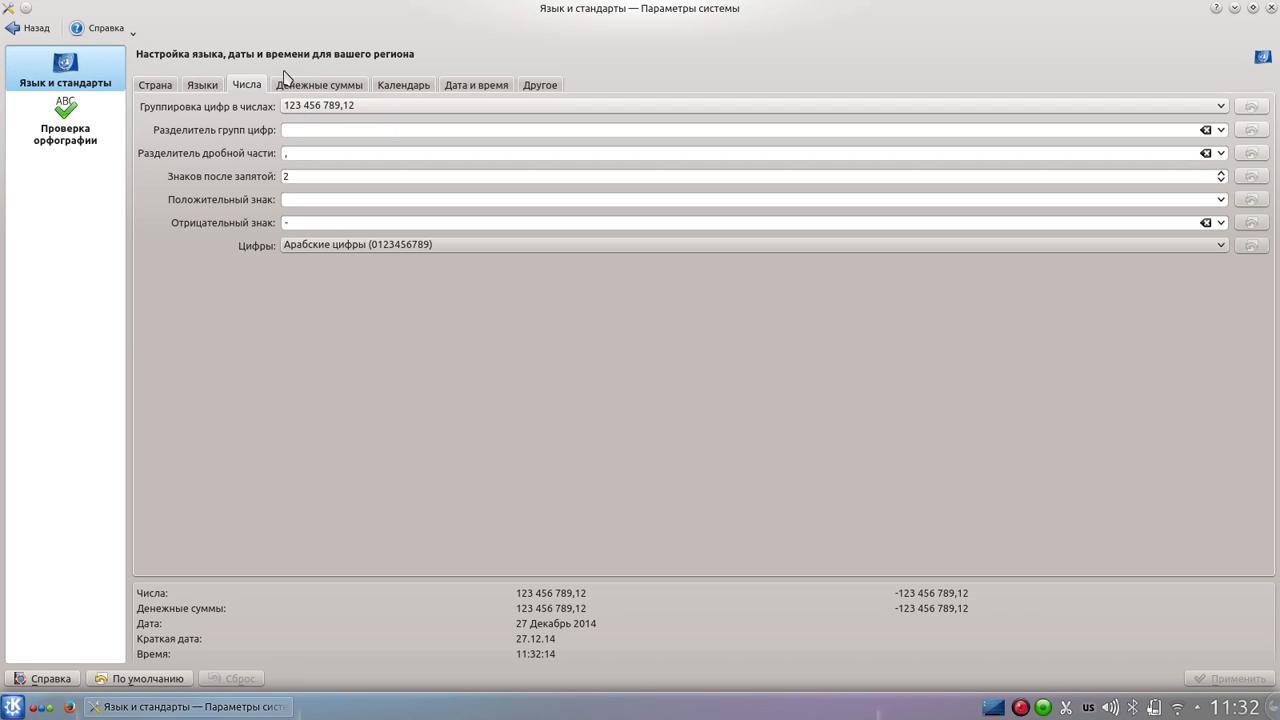 Язык и стандарты — Параметры системы
Назад
Справка
Язык и стандарты
ABC
Проверка орфографии
Настройка языка, даты и времени для вашего региона
Страна Языки Числа Денежные суммы Календарь Дата и время Другое
Группировка цифр в числах: 123 456 789,12
Разделитель групп цифр:
Разделитель дробной части: ,
Знаков после запятой: 2
Положительный знак:
Отрицательный знак: -
Цифры: Арабские цифры (0123456789)
Числа: 123 456 789,12 -123 456 789,12
Денежные суммы: 123 456 789,12 -123 456 789,12
Дата: 27 Декабрь 2014
Краткая дата: 27.12.14
Время: 11:32:14
Справка По умолчанию Сброс Применить
Язык и стандарты — Параметры сист us 11:32